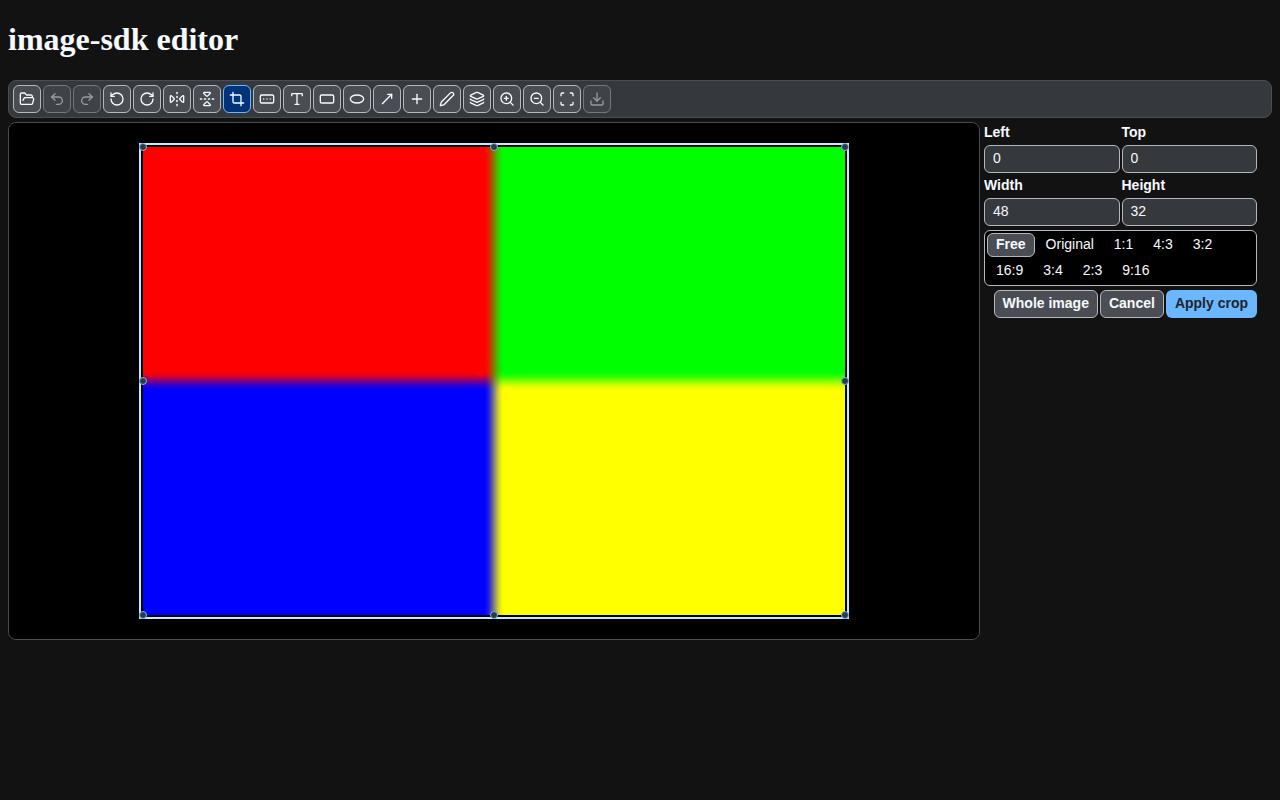 image-sdk editor
Left Top
0 0
Width Height
48 32
Free Original 1:1 4:3 3:2
16:9 3:4 2:3 9:16
Whole image Cancel Apply crop